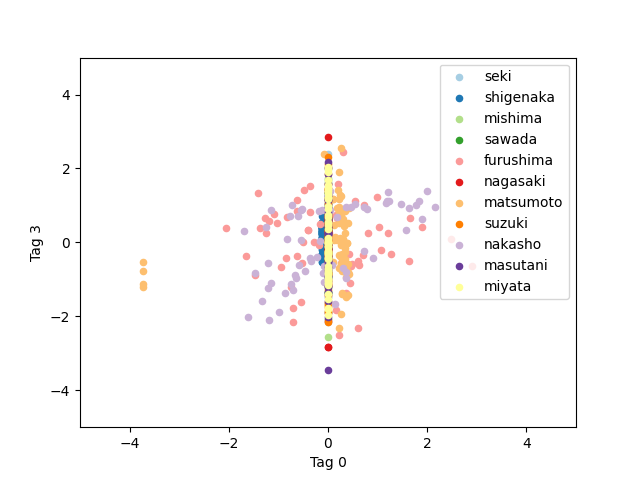 seki
shigenaka
mishima
sawada
furushima
nagasaki
matsumoto
suzuki
nakasho
masutani
miyata
4
2
0
−2
−4
Tag 3
−4 −2 0 2 4
Tag 0